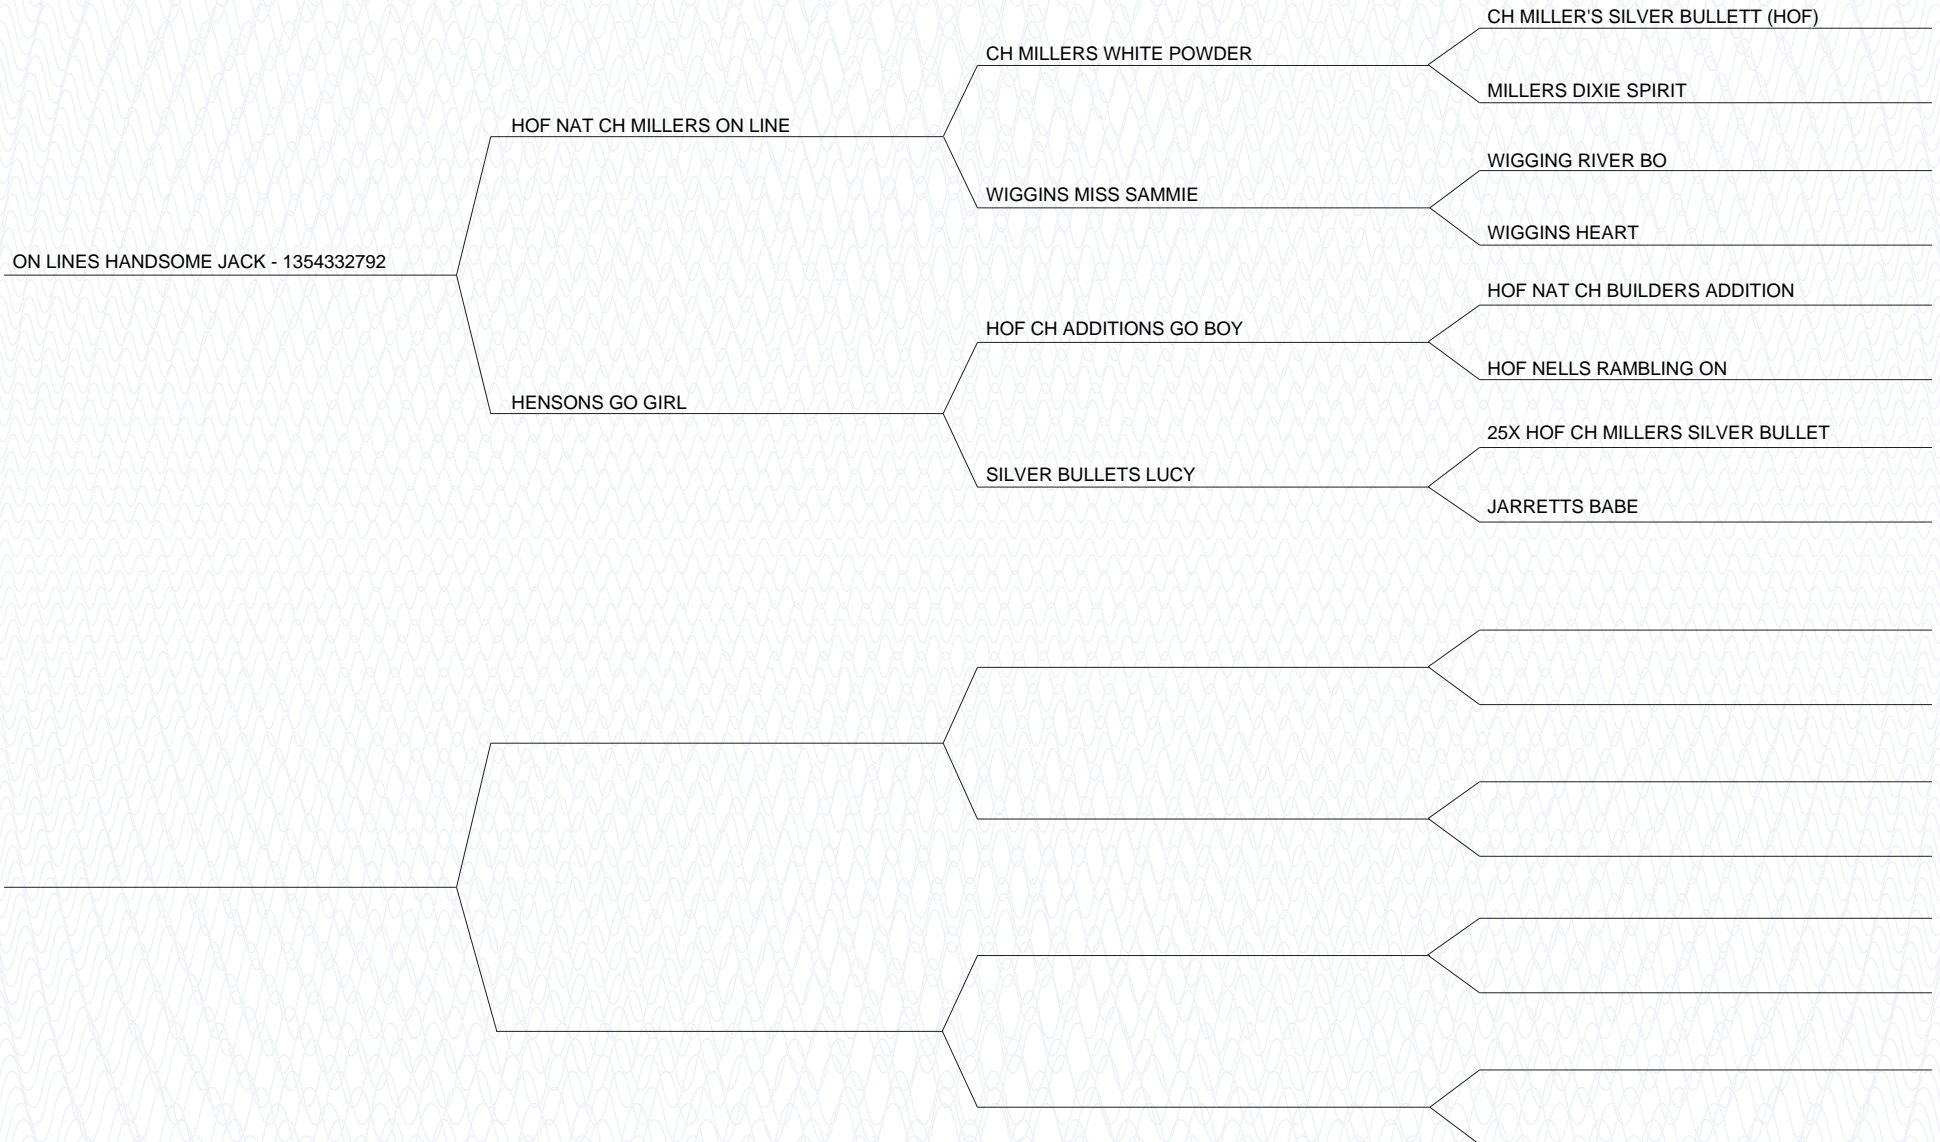 CH MILLER'S SILVER BULLETT (HOF)
CH MILLERS WHITE POWDER
MILLERS DIXIE SPIRIT
HOF NAT CH MILLERS ON LINE
WIGGING RIVER BO
WIGGINS MISS SAMMIE
WIGGINS HEART
ON LINES HANDSOME JACK - 1354332792
HOF NAT CH BUILDERS ADDITION
HOF CH ADDITIONS GO BOY
HOF NELLS RAMBLING ON
HENSONS GO GIRL
25X HOF CH MILLERS SILVER BULLET
SILVER BULLETS LUCY
JARRETTS BABE